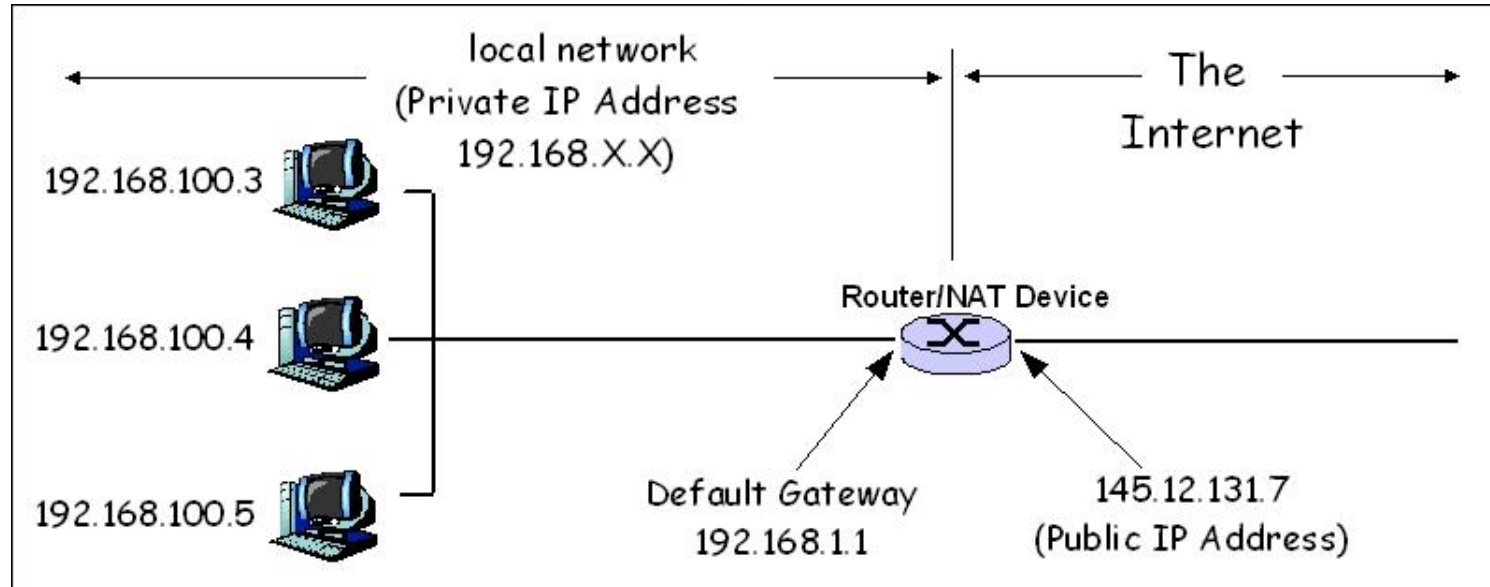 local network
(Private IP Address
192.168.X.X)
The
Internet
192.168.100.3
192.168.100.4
192.168.100.5
Router/NAT Device
Default Gateway
192.168.1.1
145.12.131.7
(Public IP Address)